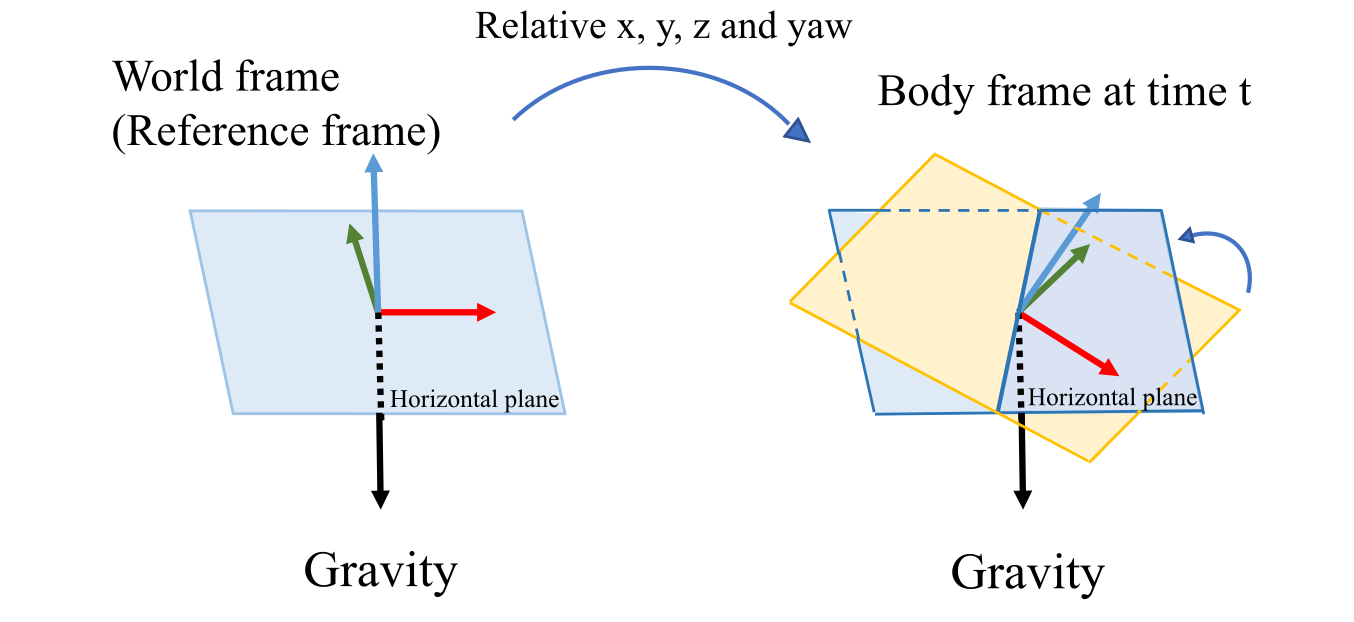 Relative x, y, z and yaw
World frame
(Reference frame)
Body frame at time t
Horizontal plane
Horizontal plane
Gravity
Gravity